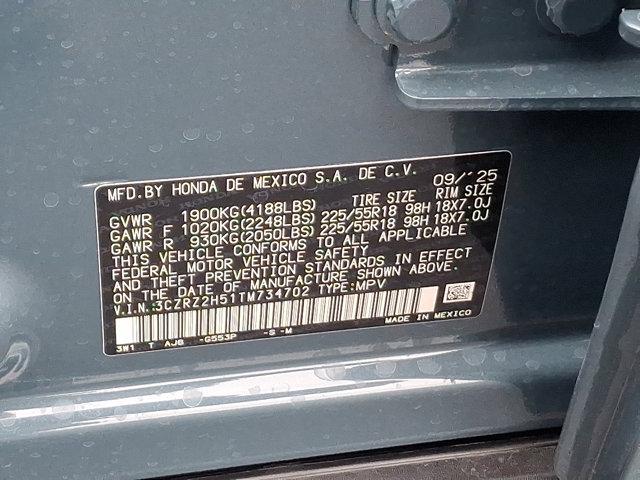 MFD.BY HONDA DE MEXICO S.A. DE C.V. 09/'25
GVWR 1900KG(4188LBS) TIRE SIZE RIM SIZE
GAWR F 1020KG(2248LBS) 225/55R18 98H 18X7.0J
GAWR R 930KG(2050LBS) 225/55R18 98H 18X7.0J
THIS VEHICLE CONFORMS TO ALL APPLICABLE
FEDERAL MOTOR VEHICLE SAFETY
AND THEFT PREVENTION STANDARDS IN EFFECT
ON THE DATE OF MANUFACTURE SHOWN ABOVE.
V.I.N.:3CZRZ2H51TM734702 TYPE:MPV
MADE IN MEXICO
3W1 T AJ6 -G553P -S -M